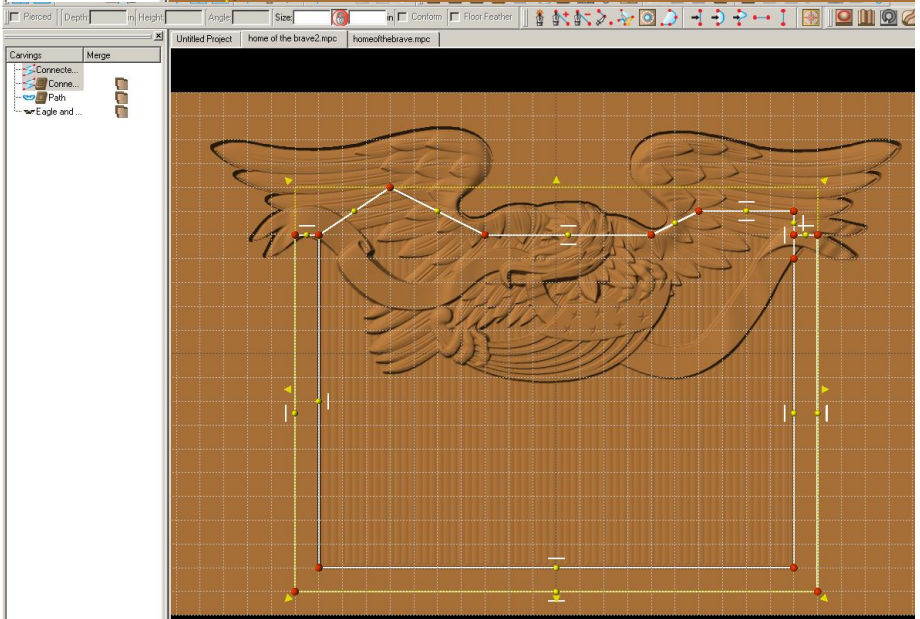 Pierced Depth: in Height: Angle: Size: in Conform Floor Feather
Untitled Project home of the brave2.mpc homeofthebrave.mpc
Carvings Merge
Connecte...
Conne...
Path
Eagle and ...